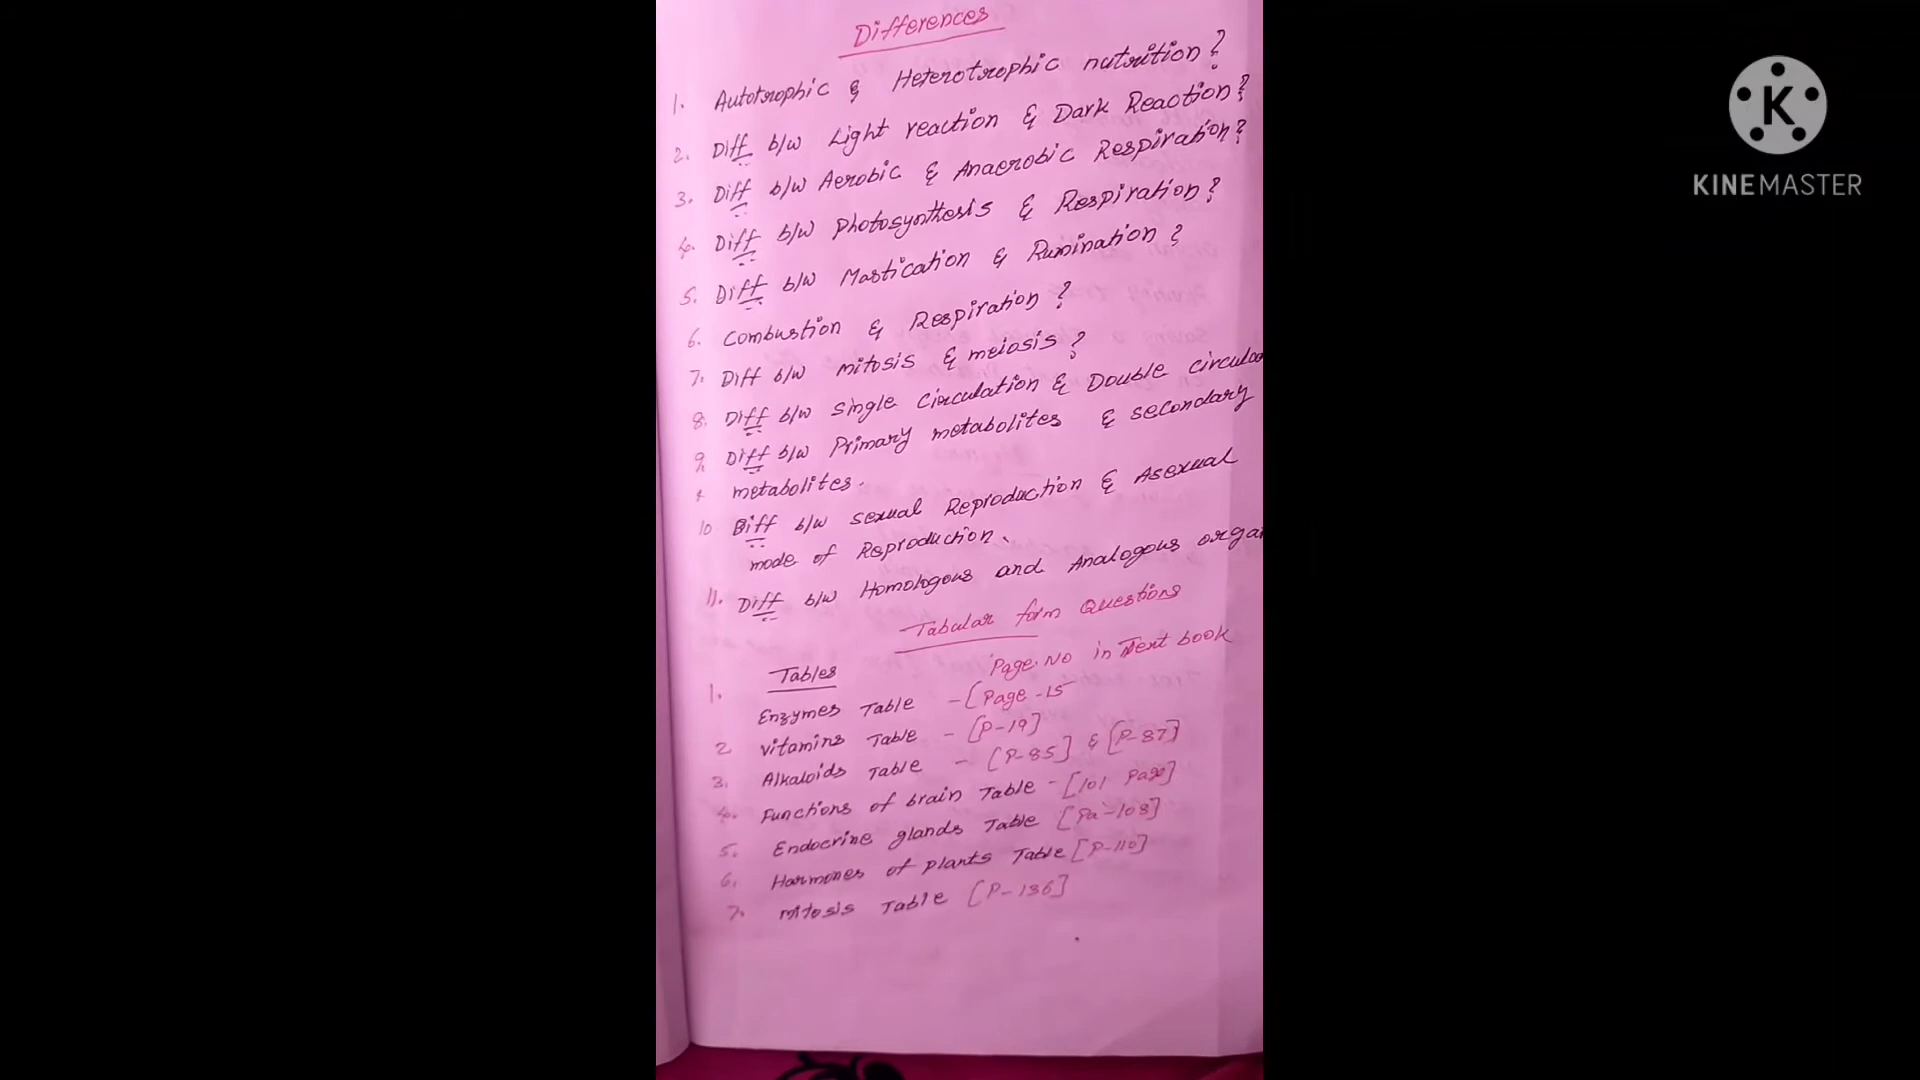 Differences
1. Autotrophic & Heterotrophic nutrition?
2. Diff b/w Light reaction & Dark Reaction?
3. Diff b/w Aerobic & Anaerobic Respiration?
4. Diff b/w Photosynthesis & Respiration?
5. Diff b/w Mastication & Rumination?
6. Combustion & Respiration?
7. Diff b/w mitosis & meiosis?
8. Diff b/w single circulation & Double
9. Diff b/w Primary metabolites & secondary
metabolites.
10 Diff b/w sexual Reproduction & Asexual
mode of Reproduction.
11. Diff b/w Homologous and Analogous
Tabular form Questions
Tables Page No in Text book
1. Enzymes Table - [Page -15
2. Vitamins Table - [P-19]
3. Alkaloids Table - [P-85] & [P-87]
4. Functions of brain Table - [101 Page]
5. Endocrine glands Table [Pa-108]
6. Harmones of plants Table [P-110]
7. mitosis Table [P-136]
K
KINEMASTER